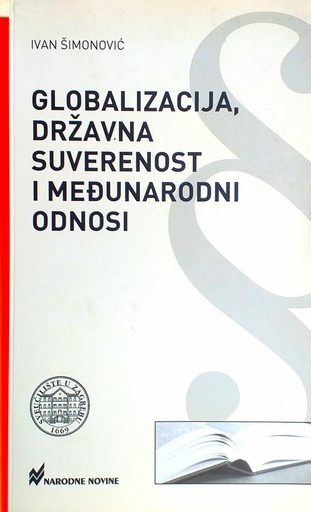 IVAN ŠIMONOVIĆ
GLOBALIZACIJA,
DRŽAVNA
SUVERENOST
I MEĐUNARODNI
ODNOSI
SVEUČILIŠTE U ZAGREBU
1669
NARODNE NOVINE